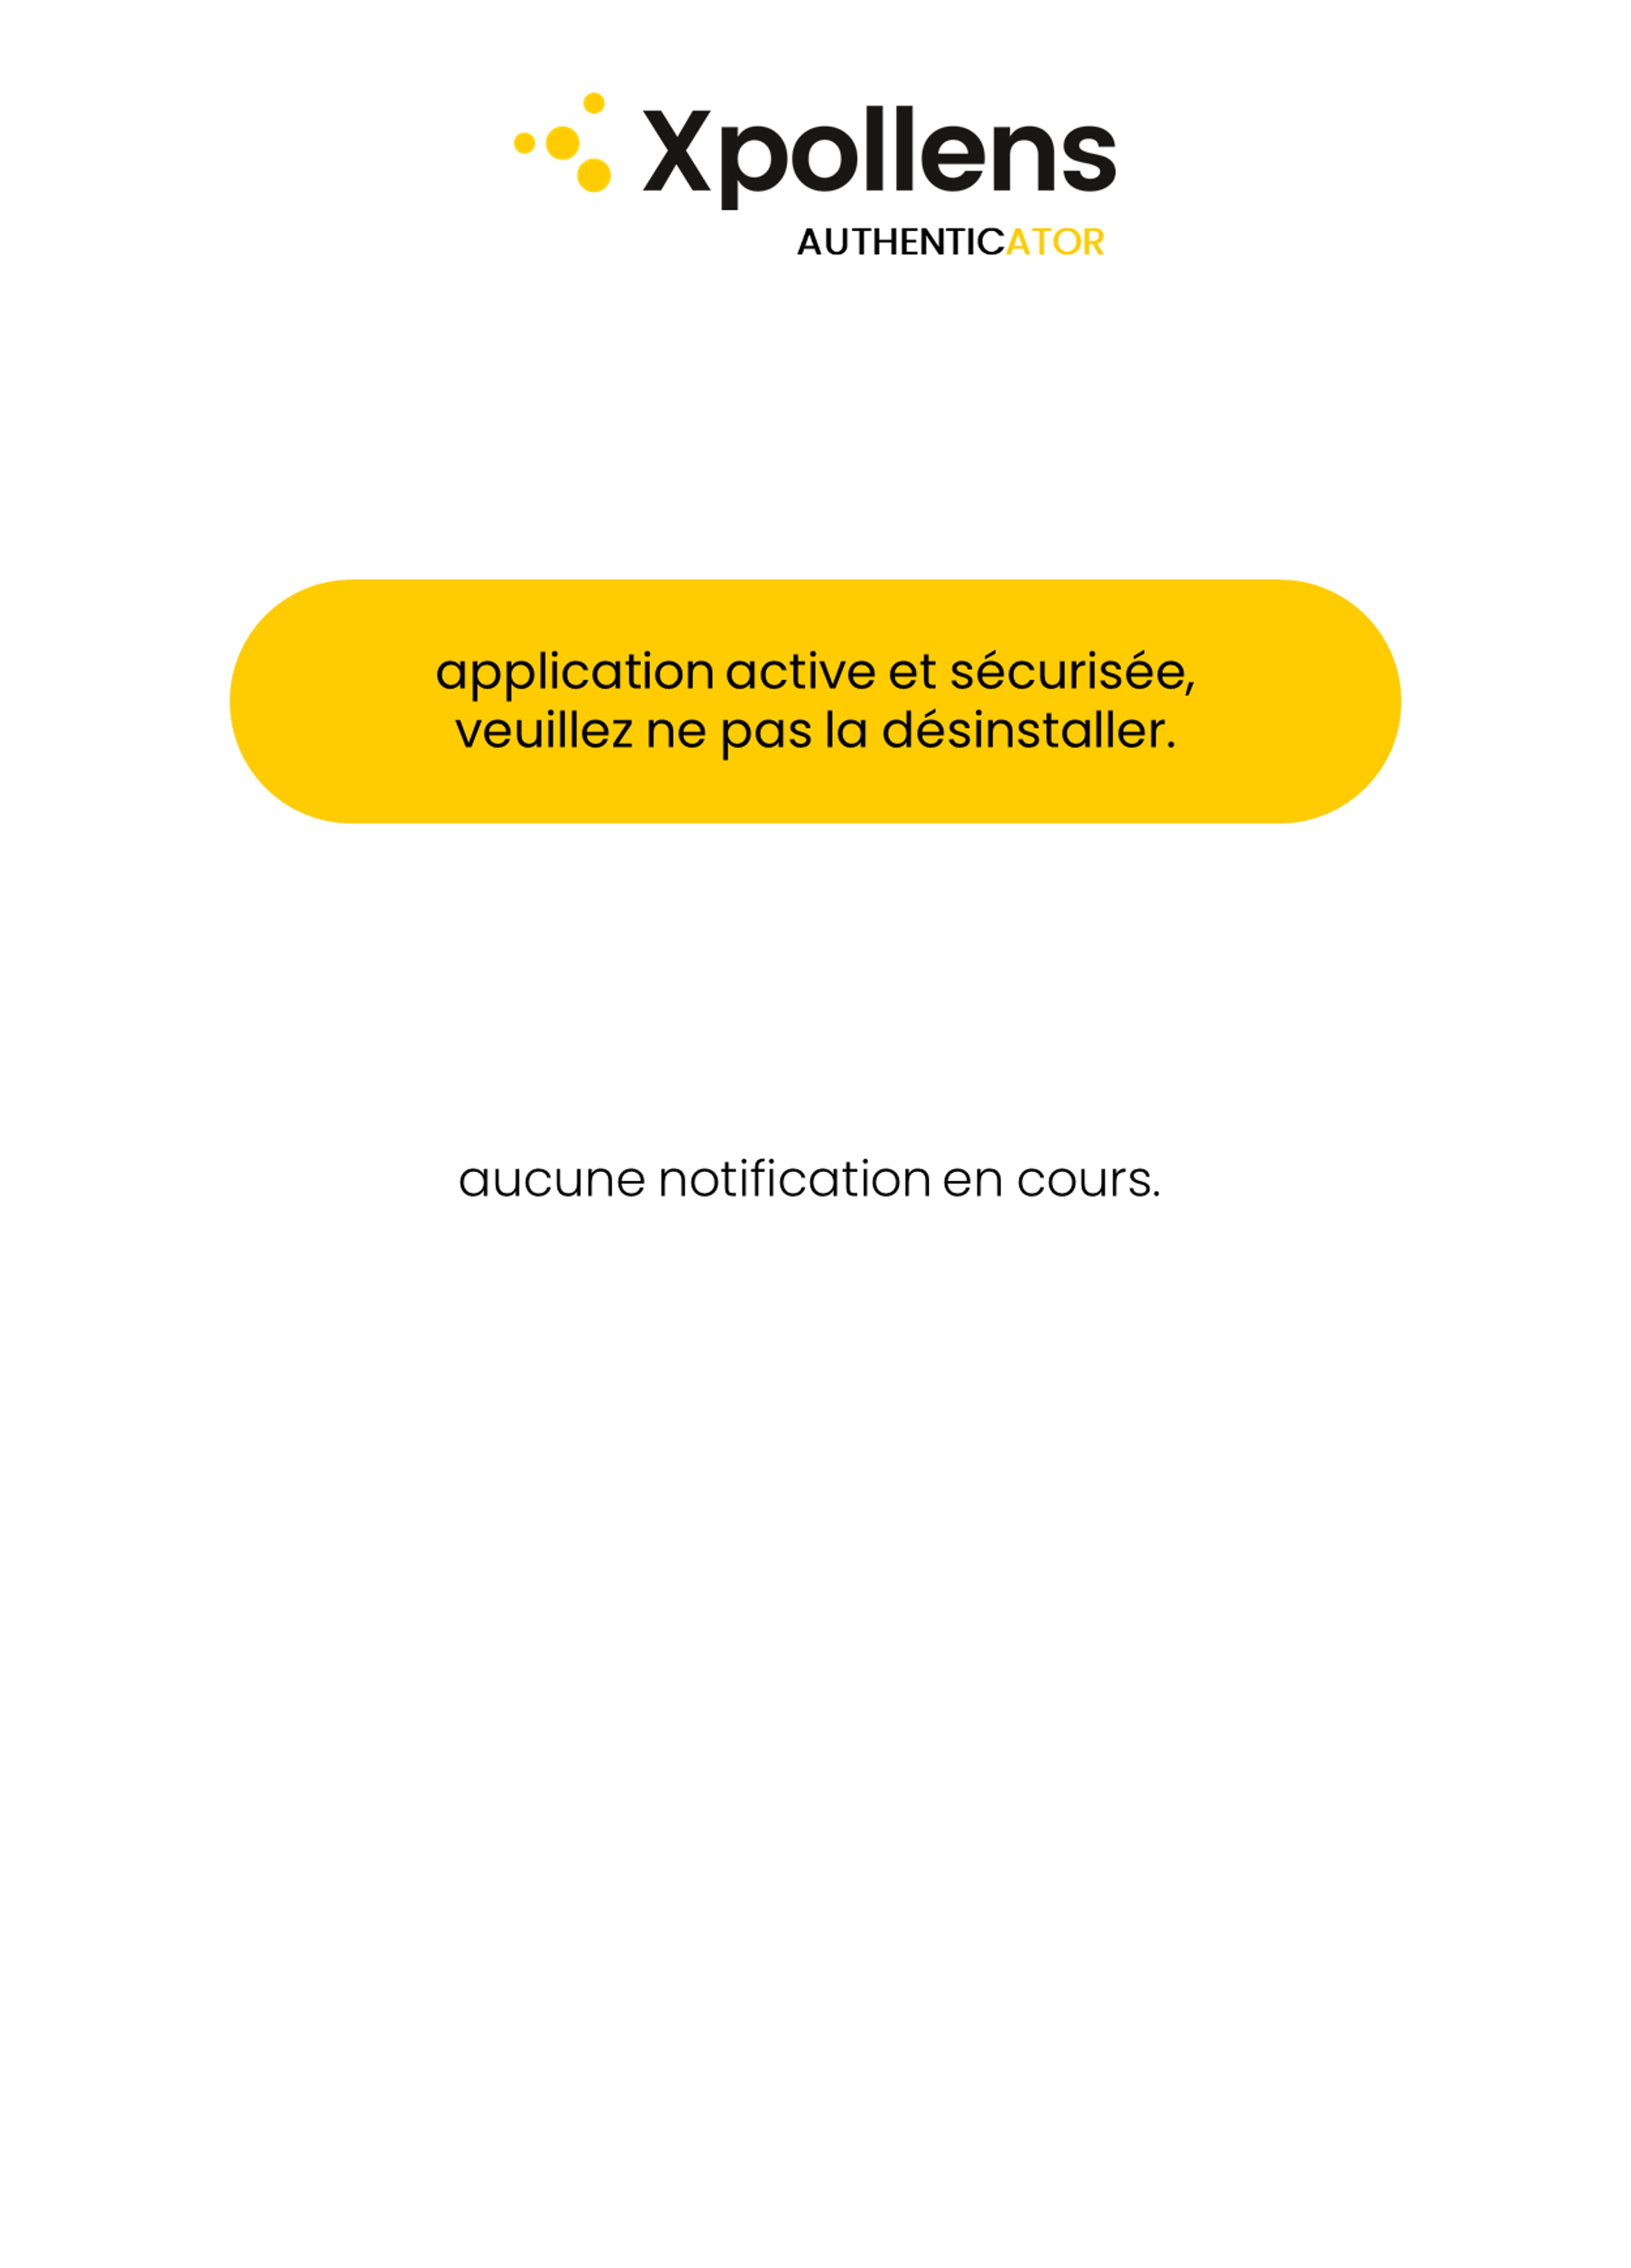 Xpollens
AUTHENTICATOR
application active et sécurisée,
veuillez ne pas la désinstaller.
aucune notification en cours.